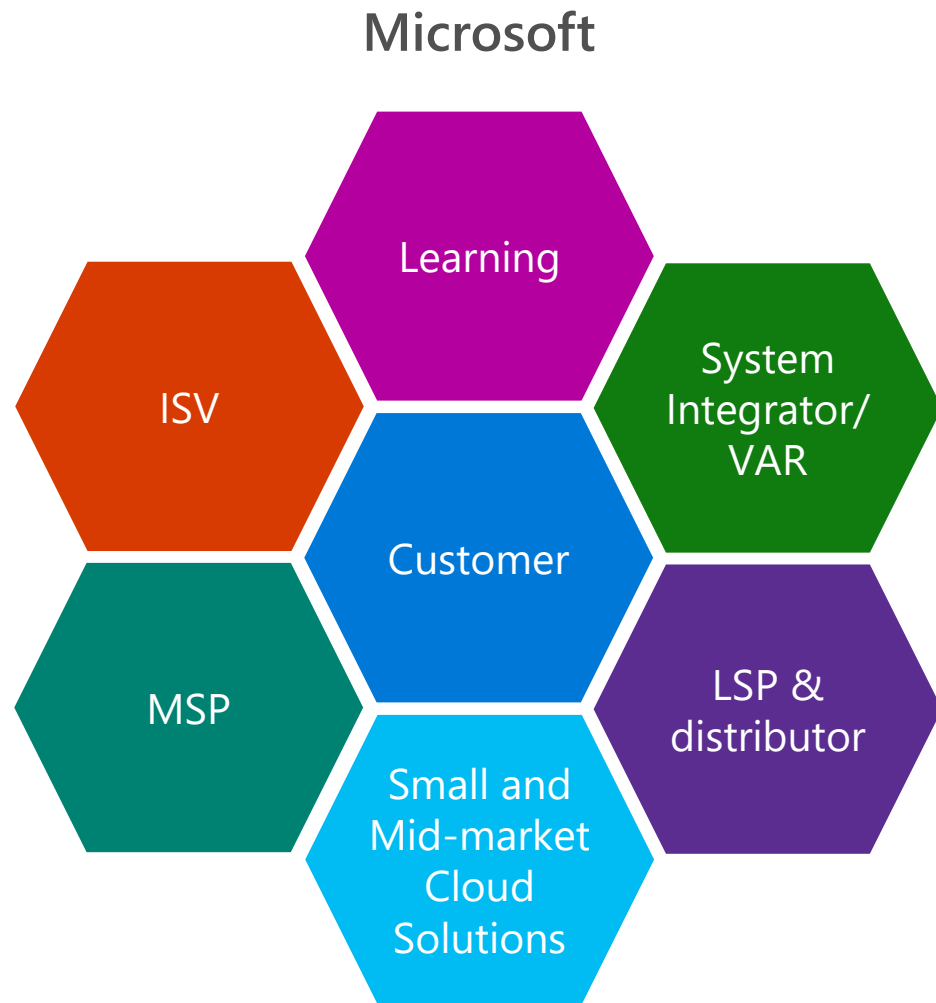 Microsoft
Learning
ISV
System
Integrator/
VAR
Customer
MSP
LSP &
distributor
Small and
Mid-market
Cloud
Solutions